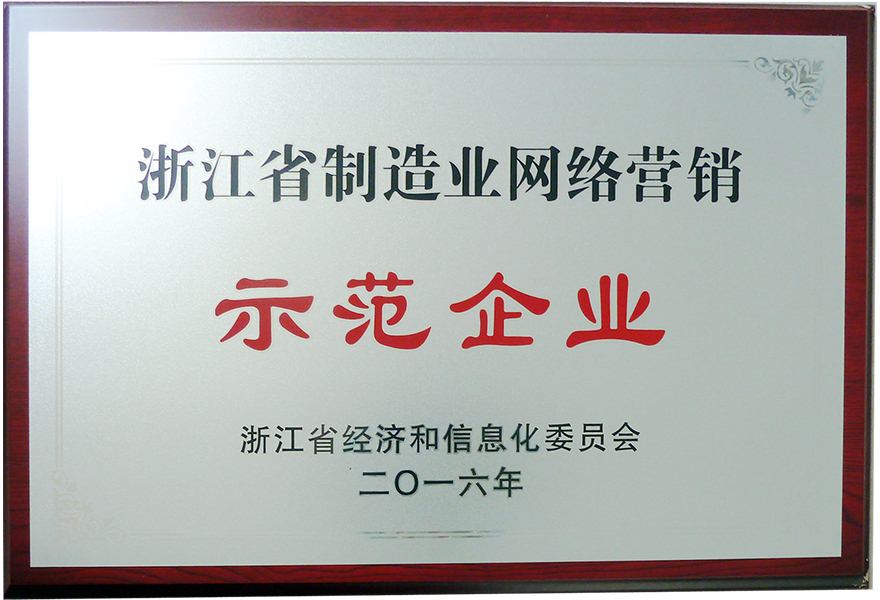 浙江省制造业网络营销
示范企业
浙江省经济和信息化委员会
二〇一六年